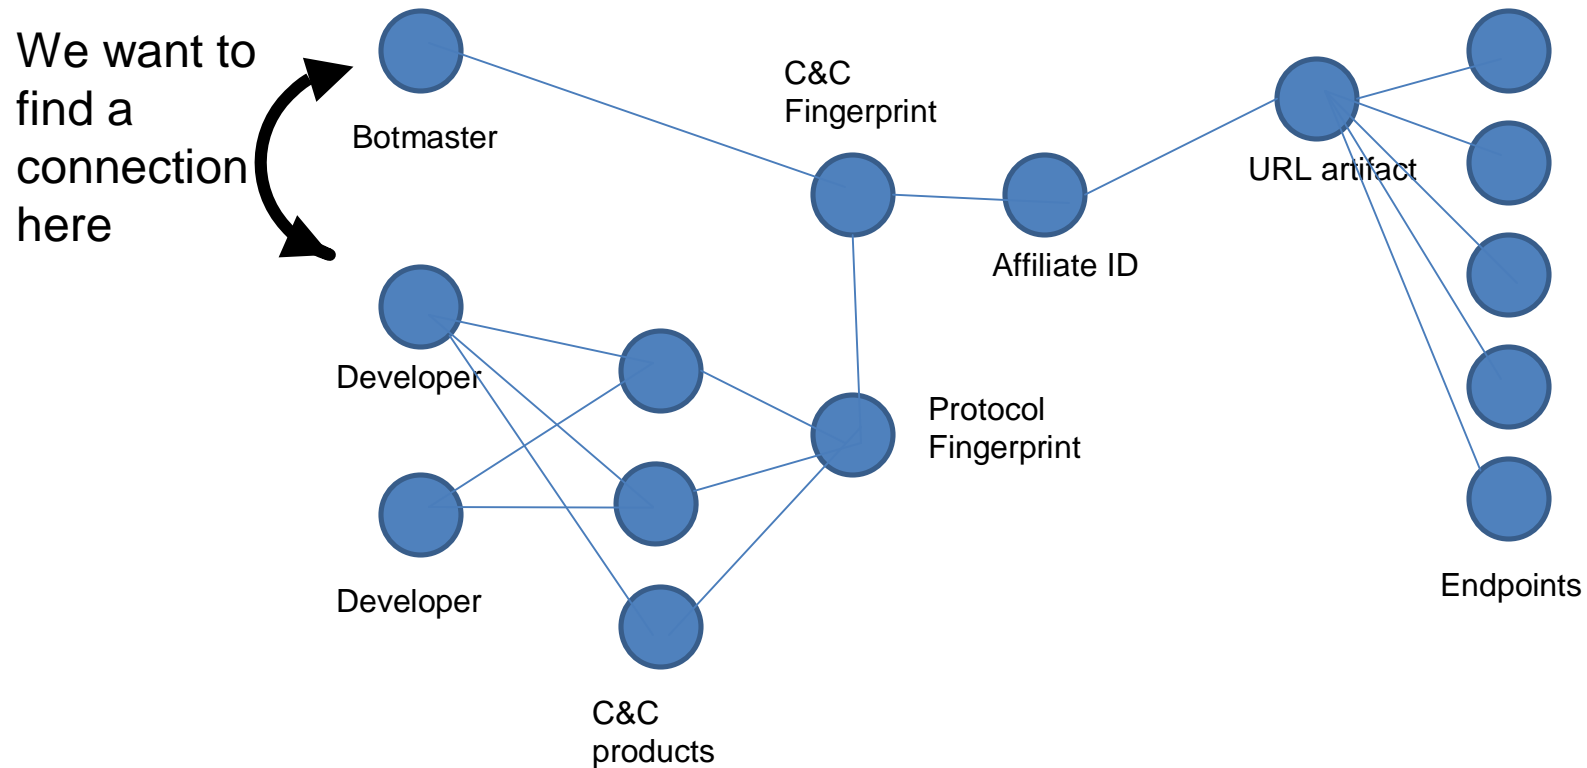 We want to
find a
connection
here
Botmaster
C&C
Fingerprint
URL artifact
Affiliate ID
Developer
Protocol
Fingerprint
Developer
Endpoints
C&C
products